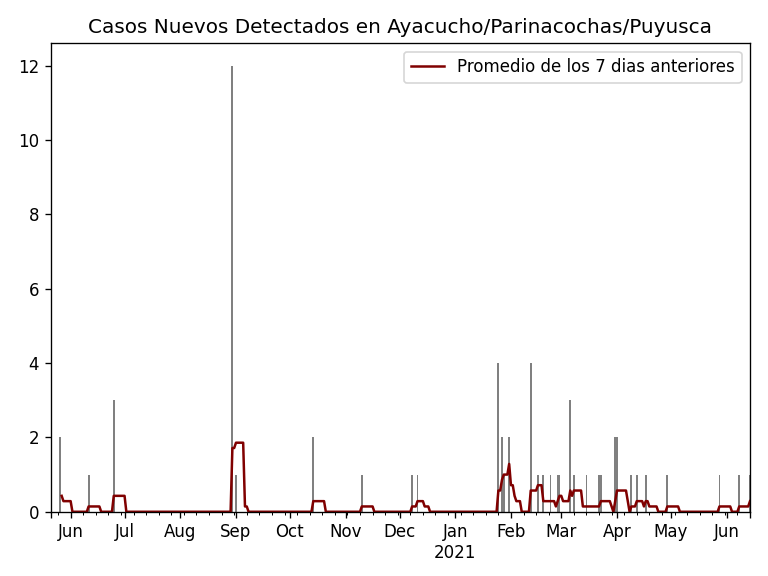 Casos Nuevos Detectados en Ayacucho/Parinacochas/Puyusca
Promedio de los 7 dias anteriores
12
10
8
6
4
2
0
Jun Jul Aug Sep Oct Nov Dec Jan Feb Mar Apr May Jun
2021